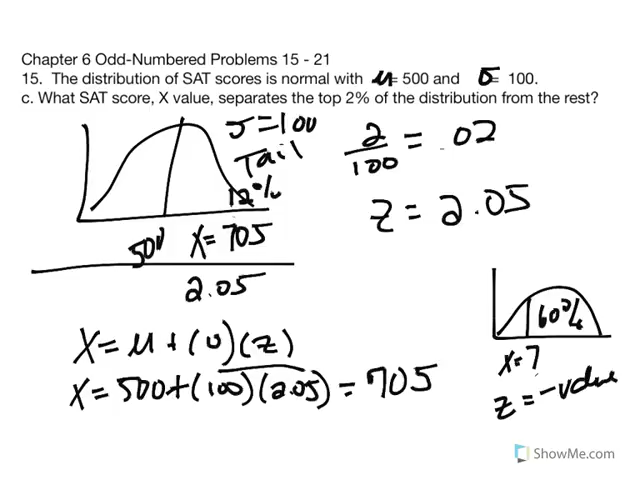 Chapter 6 Odd-Numbered Problems 15 - 21
15. The distribution of SAT scores is normal with μ= 500 and σ= 100.
c. What SAT score, X value, separates the top 2% of the distribution from the rest?
σ=100
Tail
2%
500 X= 705
2.05
2/100 = .02
Z = 2.05
X= μ + (σ)(z)
X= 500+(100)(2.05) = 705
60%
X= ?
Z = -value
ShowMe.com